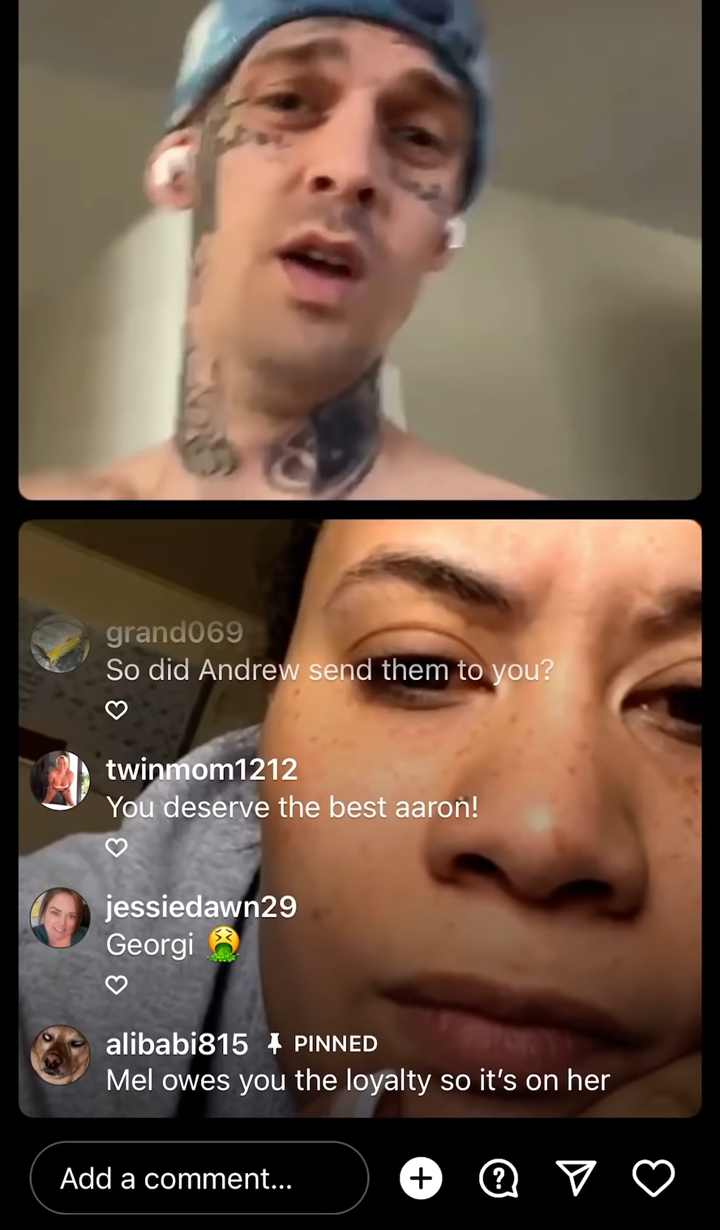 grand069
So did Andrew send them to you?
twinmom1212
You deserve the best aaron!
jessiedawn29
Georgi 🤮
alibabi815 PINNED
Mel owes you the loyalty so it’s on her
Add a comment...